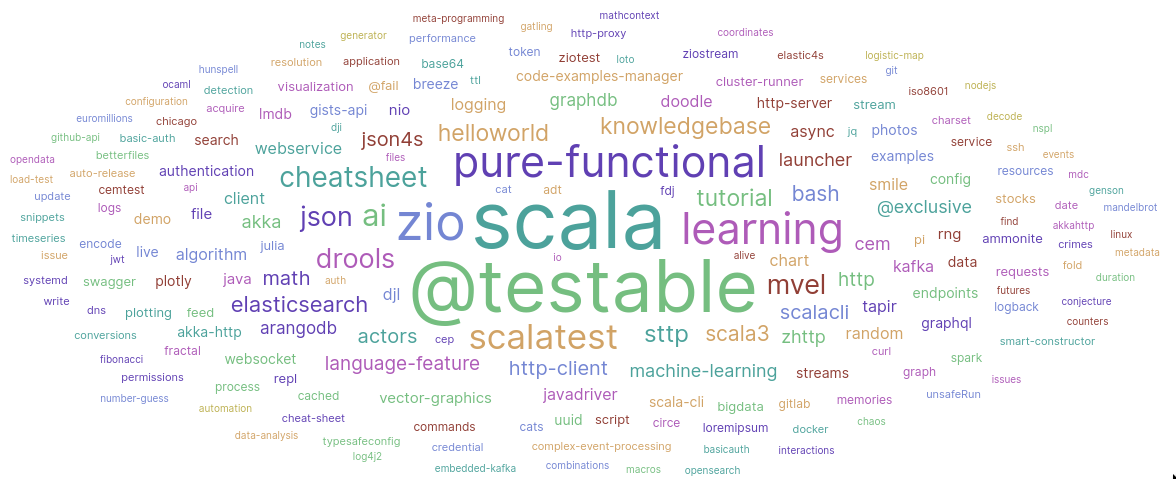 meta-programming
mathcontext
gatling
generator
performance
http-proxy
coordinates
notes
token
ziotest
loto
ziostream
elastic4s
logistic-map
hunspell
resolution
application
base64
code-examples-manager
cluster-runner
services
git
ocaml
detection
visualization
@fail
breeze
ttl
iso8601
nodejs
configuration
acquire
lmdb
gists-api
nio
logging
graphdb
doodle
http-server
stream
euromillions
chicago
dji
json4s
helloworld
knowledgebase
async
jq
photos
charset
decode
nspl
github-api
basic-auth
search
webservice
files
pure-functional
launcher
examples
service
ssh
events
opendata
betterfiles
authentication
cheatsheet
load-test
auto-release
cemtest
api
cat
adt
fdj
tutorial
bash
smile
config
resources
mdc
genson
update
client
logs
json
ai
zio
scala
learning
@exclusive
stocks
date
mandelbrot
snippets
demo
file
akka
cem
pi
rng
find
akkahttp
timeseries
encode
live
algorithm
julia
ammonite
crimes
linux
issue
jwt
drools
io
alive
chart
kafka
data
fold
metadata
systemd
swagger
plotly
java
math
auth
@testable
mvel
http
requests
duration
write
dns
plotting
feed
elasticsearch
djl
scalacli
tapir
endpoints
futures
logback
conjecture
conversions
akka-http
arangodb
actors
cep
scalatest
sttp
scala3
zhttp
random
graphql
counters
fibonacci
fractal
websocket
language-feature
http-client
machine-learning
streams
curl
spark
smart-constructor
permissions
process
repl
graph
issues
number-guess
cached
vector-graphics
javadriver
scala-cli
bigdata
gitlab
memories
unsafeRun
automation
cheat-sheet
commands
cats
uuid
script
circe
loremipsum
docker
chaos
data-analysis
typesafeconfig
credential
complex-event-processing
basicauth
interactions
log4j2
embedded-kafka
combinations
macros
opensearch